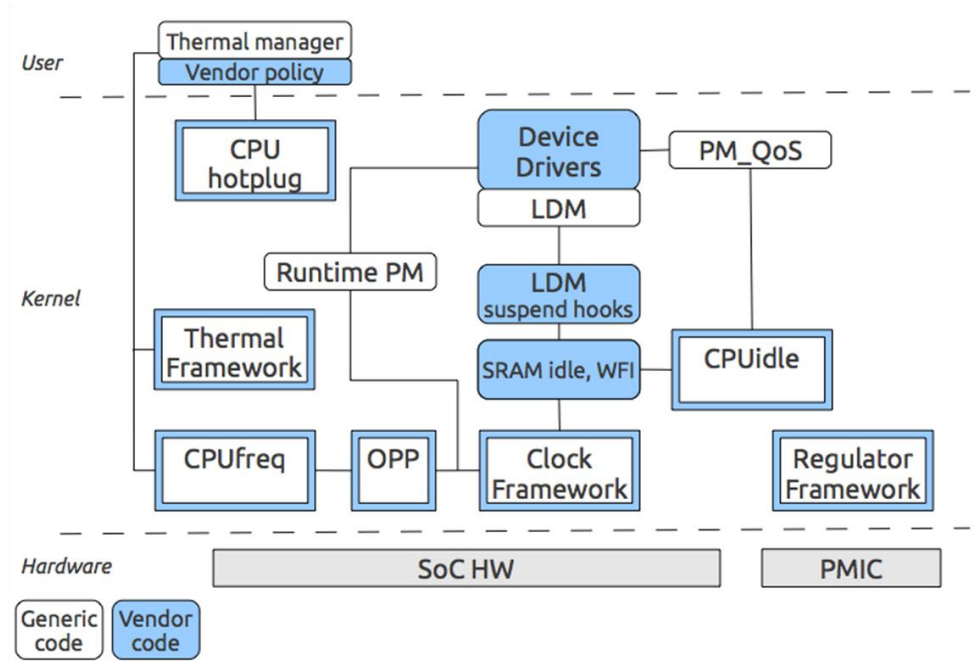 Thermal manager
User
Vendor policy
CPU
hotplug
Device
Drivers
PM_QoS
LDM
Runtime PM
LDM
suspend hooks
Kernel
Thermal
Framework
SRAM idle, WFI
CPUidle
CPUfreq
OPP
Clock
Framework
Regulator
Framework
Hardware
SoC HW
PMIC
Generic
code
Vendor
code